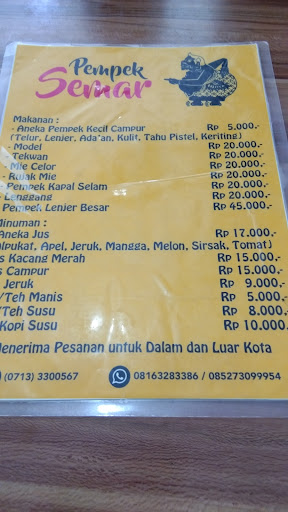 Pempek
Semar
Makanan :
- Aneka Pempek Kecil Campur Rp 5.000,-
(Telur, Lenjer, Ada'an, Kulit, Tahu Pistel, Keriting)
- Model Rp 20.000,-
- Tekwan Rp 20.000,-
- Mie Celor Rp 20.000,-
- Rujak Mie Rp 20.000,-
- Pempek Kapal Selam Rp 20.000,-
- Lenggang Rp 20.000,-
Pempek Lenjer Besar Rp 45.000,-
Minuman :
Aneka Jus Rp 17.000,-
lpukat, Apel, Jeruk, Mangga, Melon, Sirsak, Tomat)
s Kacang Merah Rp 15.000,-
s Campur Rp 15.000,-
Jeruk Rp 9.000,-
/Teh Manis Rp 5.000,-
/Teh Susu Rp 8.000,-
Kopi Susu Rp 10.000,-
Menerima Pesanan untuk Dalam dan Luar Kota
(0713) 3300567 08163283386 / 085273099954